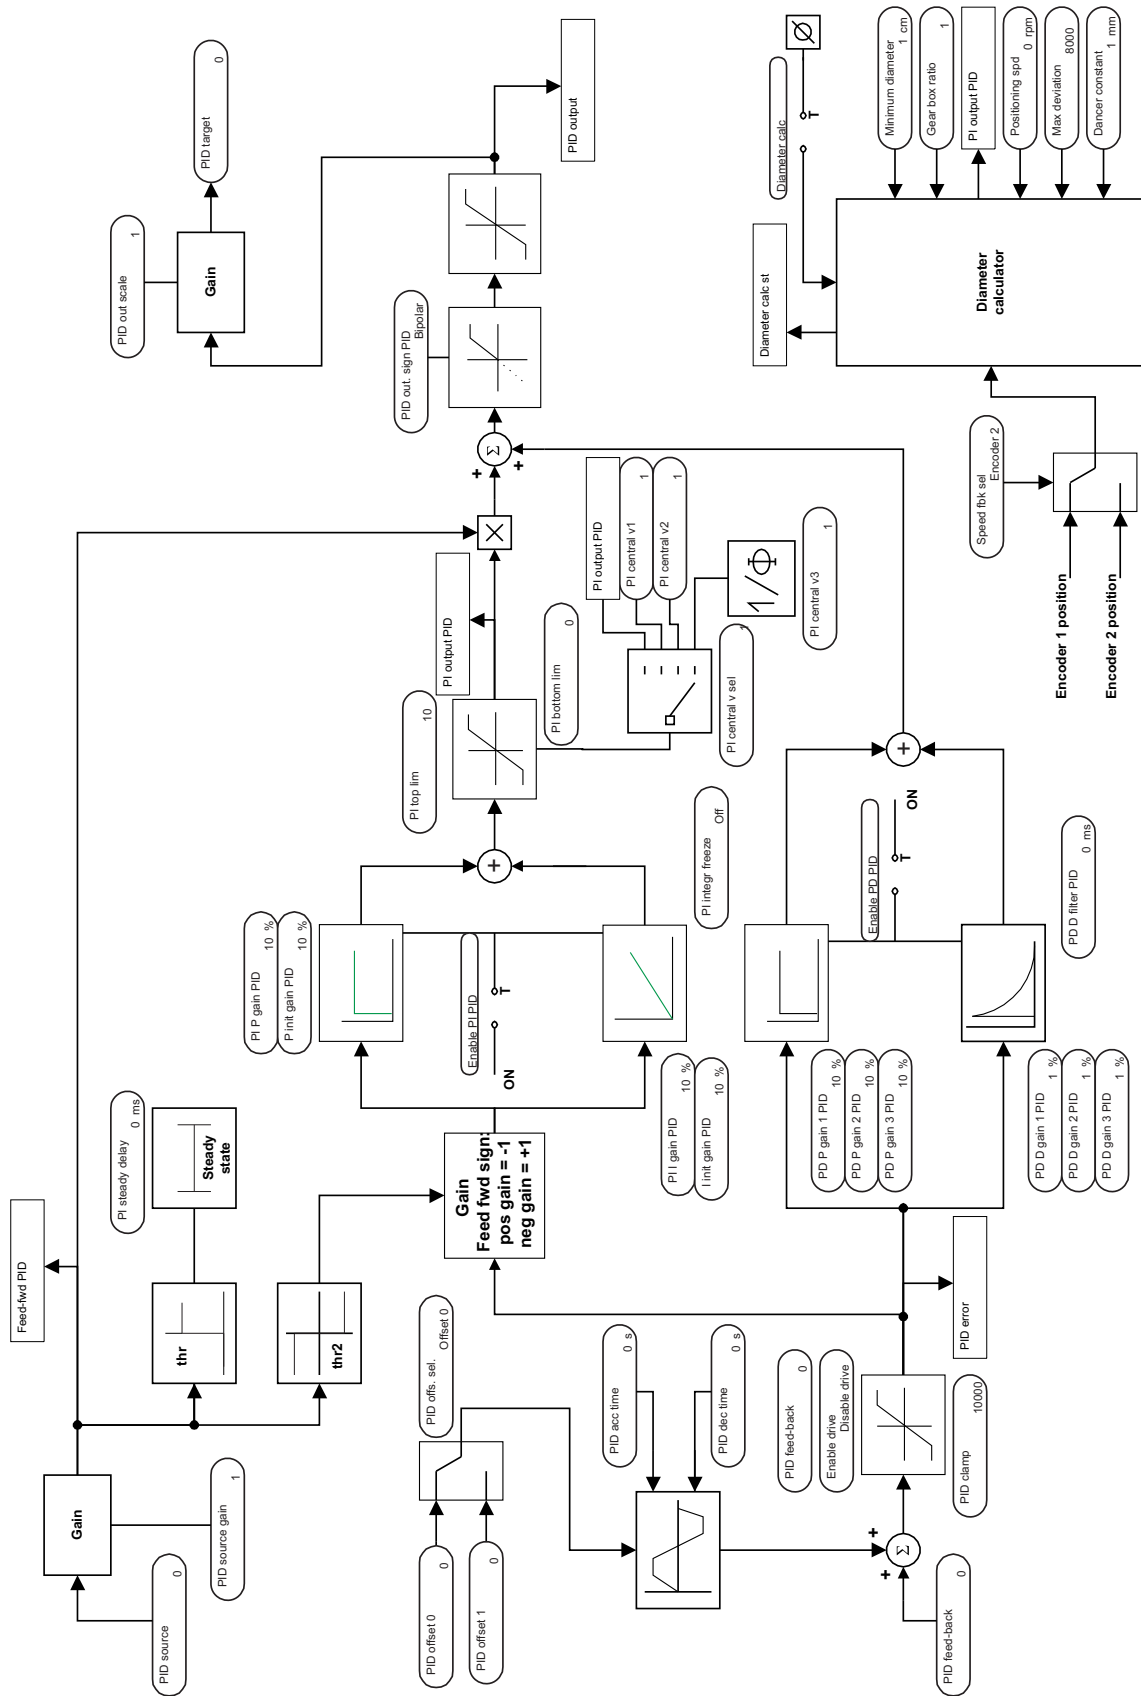 PID source
0
PID source gain
1
Gain
Feed-fwd PID
thr
thr2
PI steady delay
0 ms
Steady
state
PID out scale
1
Gain
PID target
0
PID offset 0
0
PID offset 1
0
PID offs. sel.
Offset 0
Gain
Feed fwd sign:
pos gain = -1
neg gain = +1
PI P gain PID
10 %
P init gain PID
10 %
Enable PI PID
ON
T
PI I gain PID
10 %
I init gain PID
10 %
PI integr freeze
Off
+
PI top lim
10
PI output PID
PI bottom lim
0
PI output PID
PI central v1
1
PI central v2
1
PI central v sel
1
1/Φ
PI central v3
1
X
+
Σ
+
PID out. sign PID
Bipolar
PID output
PID acc time
0 s
PID dec time
0 s
PID feed-back
0
Enable drive
Disable drive
PID feed-back
0
+
Σ
+
PID clamp
10000
PID error
PD P gain 1 PID
10 %
PD P gain 2 PID
10 %
PD P gain 3 PID
10 %
Enable PD PID
T
ON
PD D gain 1 PID
1 %
PD D gain 2 PID
1 %
PD D gain 3 PID
1 %
PD D filter PID
0 ms
+
Encoder 1 position
Encoder 2 position
Speed fbk sel
Encoder 2
Diameter calc st
Diameter calc
T
Ø
Diameter
calculator
Minimum diameter
1 cm
Gear box ratio
1
PI output PID
Positioning spd
0 rpm
Max deviation
8000
Dancer constant
1 mm